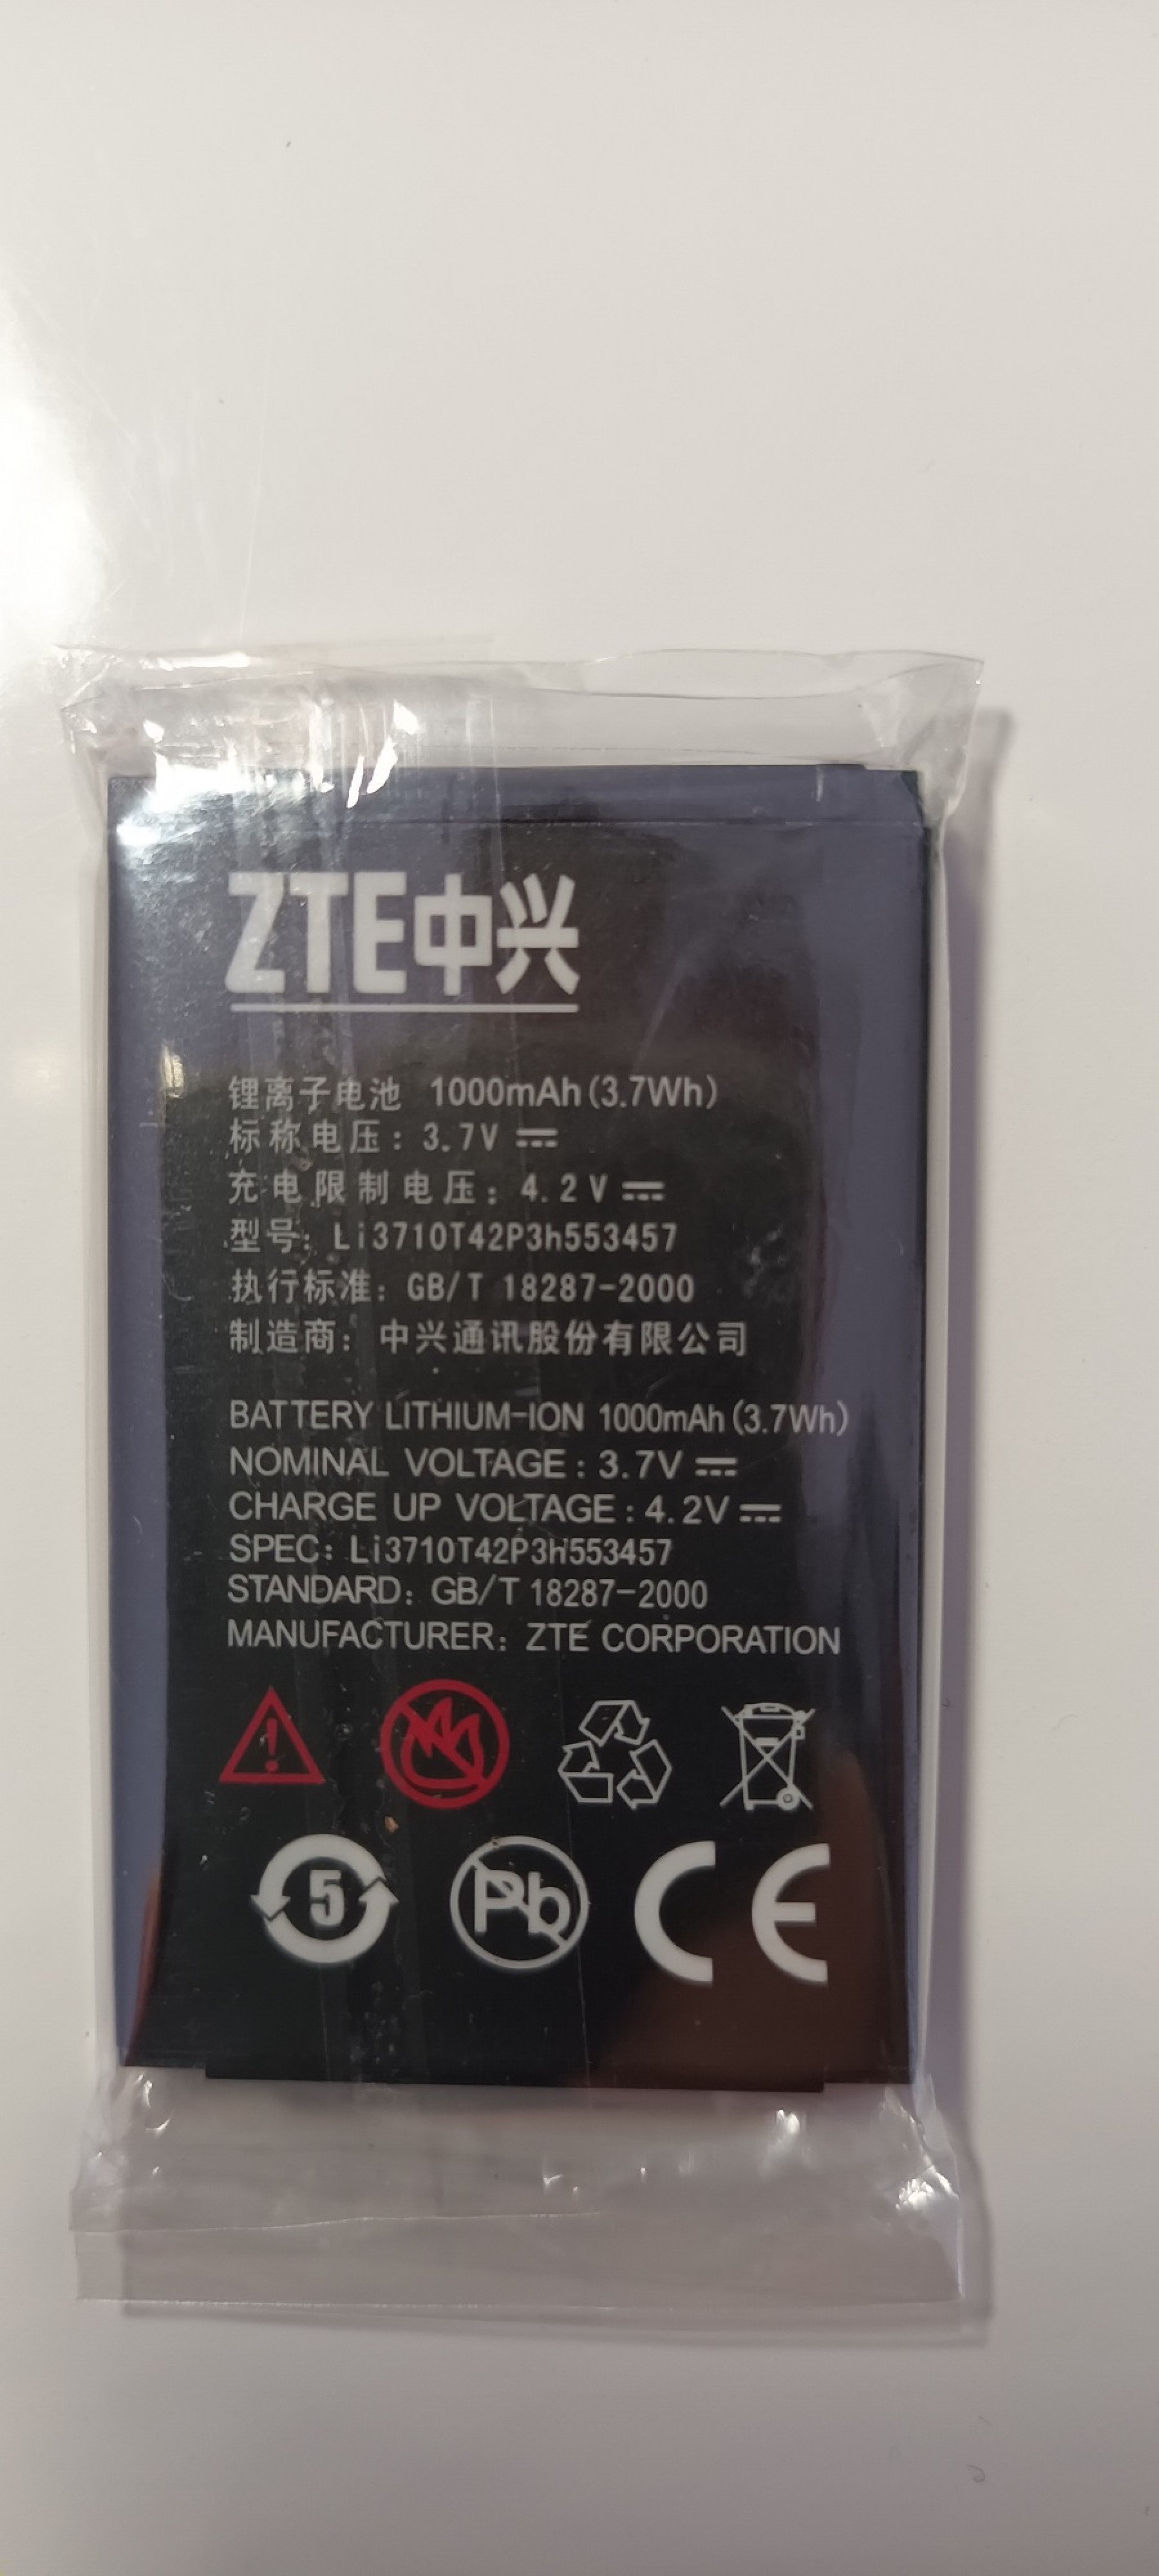 ZTE中兴
锂离子电池 1000mAh(3.7Wh)
标称电压: 3.7V
充电限制电压: 4.2V
型号: Li3710T42P3h553457
执行标准: GB/T 18287-2000
制造商: 中兴通讯股份有限公司
BATTERY LITHIUM-ION 1000mAh (3.7Wh)
NOMINAL VOLTAGE: 3.7V
CHARGE UP VOLTAGE: 4.2V
SPEC: Li3710T42P3h553457
STANDARD: GB/T 18287-2000
MANUFACTURER: ZTE CORPORATION
!
5 Pb CE